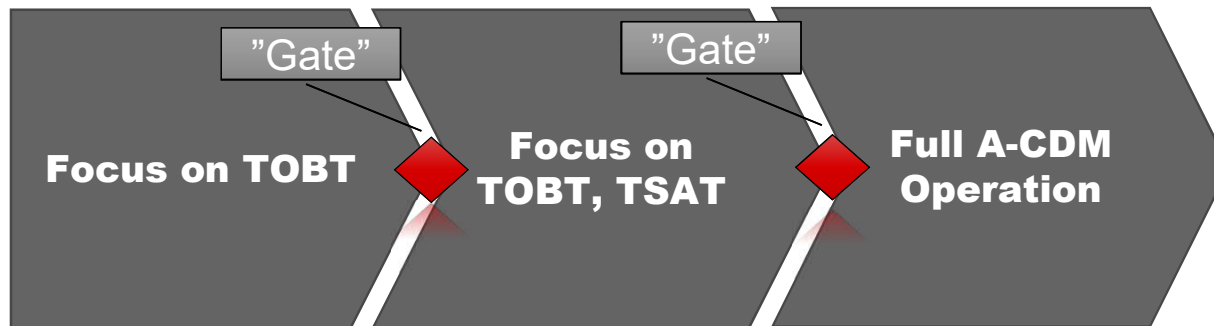 ”Gate”
”Gate”
Focus on TOBT
Focus on
TOBT, TSAT
Full A-CDM
Operation